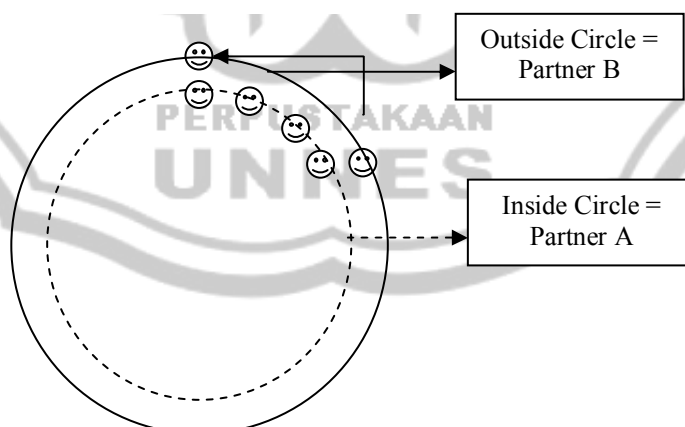 Outside Circle =
Partner B
PERPUSTAKAAN
UNNES
Inside Circle =
Partner A